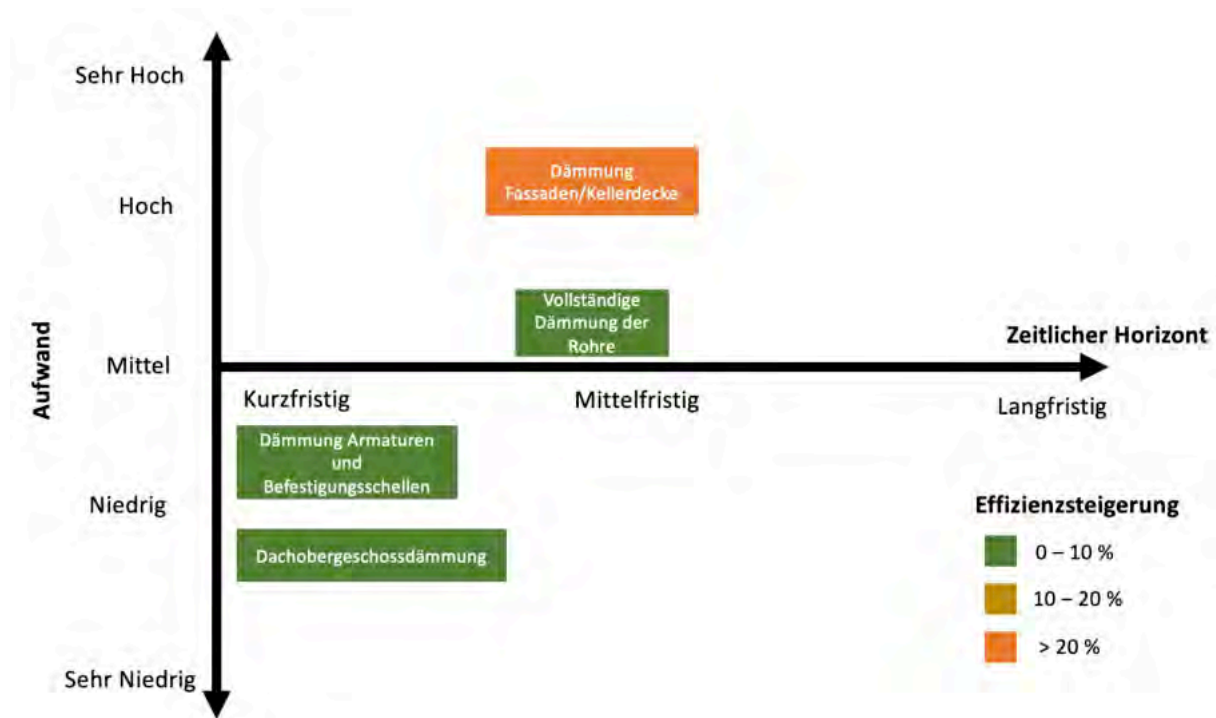 Sehr Hoch
Dämmung
Fassaden/Kellerdecke
Hoch
Vollständige
Dämmung der
Rohre
Aufwand
Zeitlicher Horizont
Mittel
Kurzfristig
Mittelfristig
Langfristig
Dämmung Armaturen
und
Befestigungsschellen
Niedrig
Dachobergeschossdämmung
Effizienzsteigerung
0 – 10 %
10 – 20 %
> 20 %
Sehr Niedrig